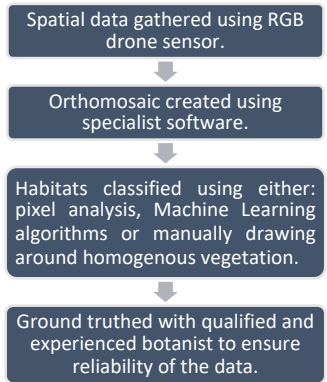 Spatial data gathered using RGB
drone sensor.
Orthomosaic created using
specialist software.
Habitats classified using either:
pixel analysis, Machine Learning
algorithms or manually drawing
around homogenous vegetation.
Ground truthed with qualified and
experienced botanist to ensure
reliability of the data.